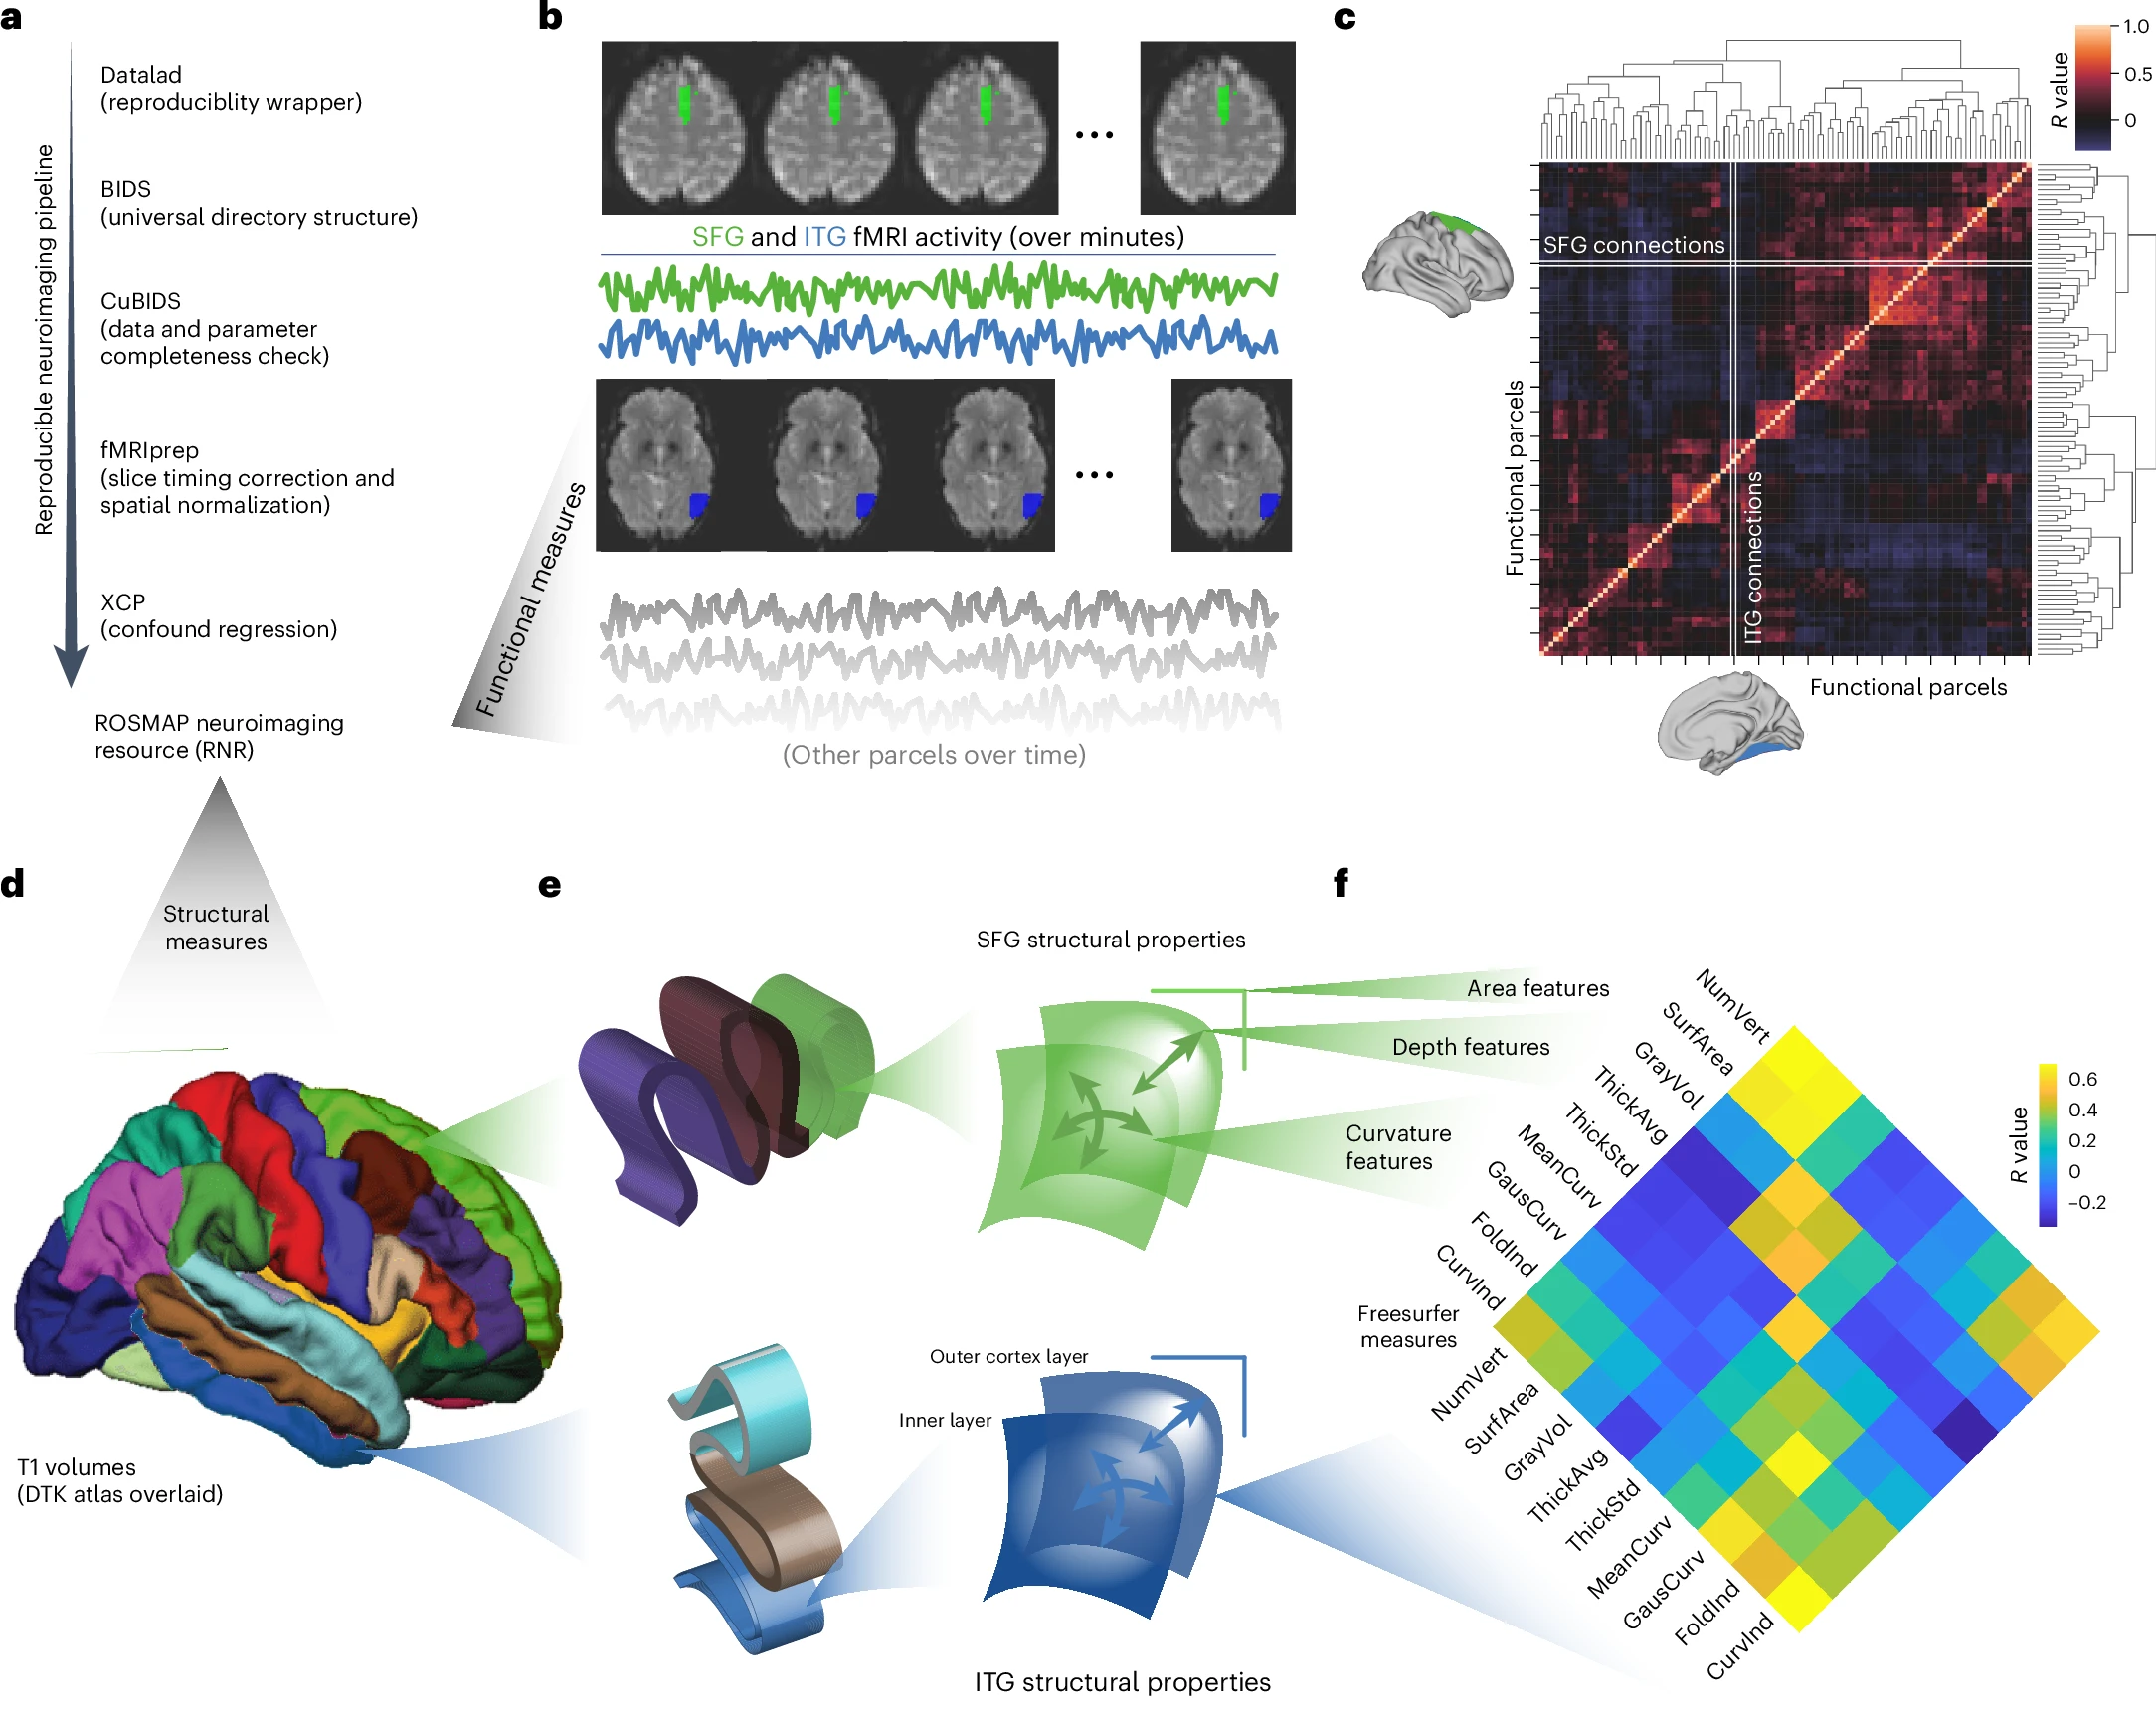 a
Reproducible neuroimaging pipeline
Datalad
(reproduciblity wrapper)
BIDS
(universal directory structure)
CuBIDS
(data and parameter
completeness check)
fMRIprep
(slice timing correction and
spatial normalization)
XCP
(confound regression)
ROSMAP neuroimaging
resource (RNR)
b
SFG and ITG fMRI activity (over minutes)
...
...
Functional measures
(Other parcels over time)
c
R value
1.0
0.5
0
SFG connections
ITG connections
Functional parcels
Functional parcels
d
Structural
measures
T1 volumes
(DTK atlas overlaid)
e
SFG structural properties
Area features
Depth features
Curvature
features
Outer cortex layer
Inner layer
ITG structural properties
f
NumVert
SurfArea
GrayVol
ThickAvg
ThickStd
MeanCurv
GausCurv
FoldInd
CurvInd
Freesurfer
measures
NumVert
SurfArea
GrayVol
ThickAvg
ThickStd
MeanCurv
GausCurv
FoldInd
CurvInd
R value
0.6
0.4
0.2
0
−0.2